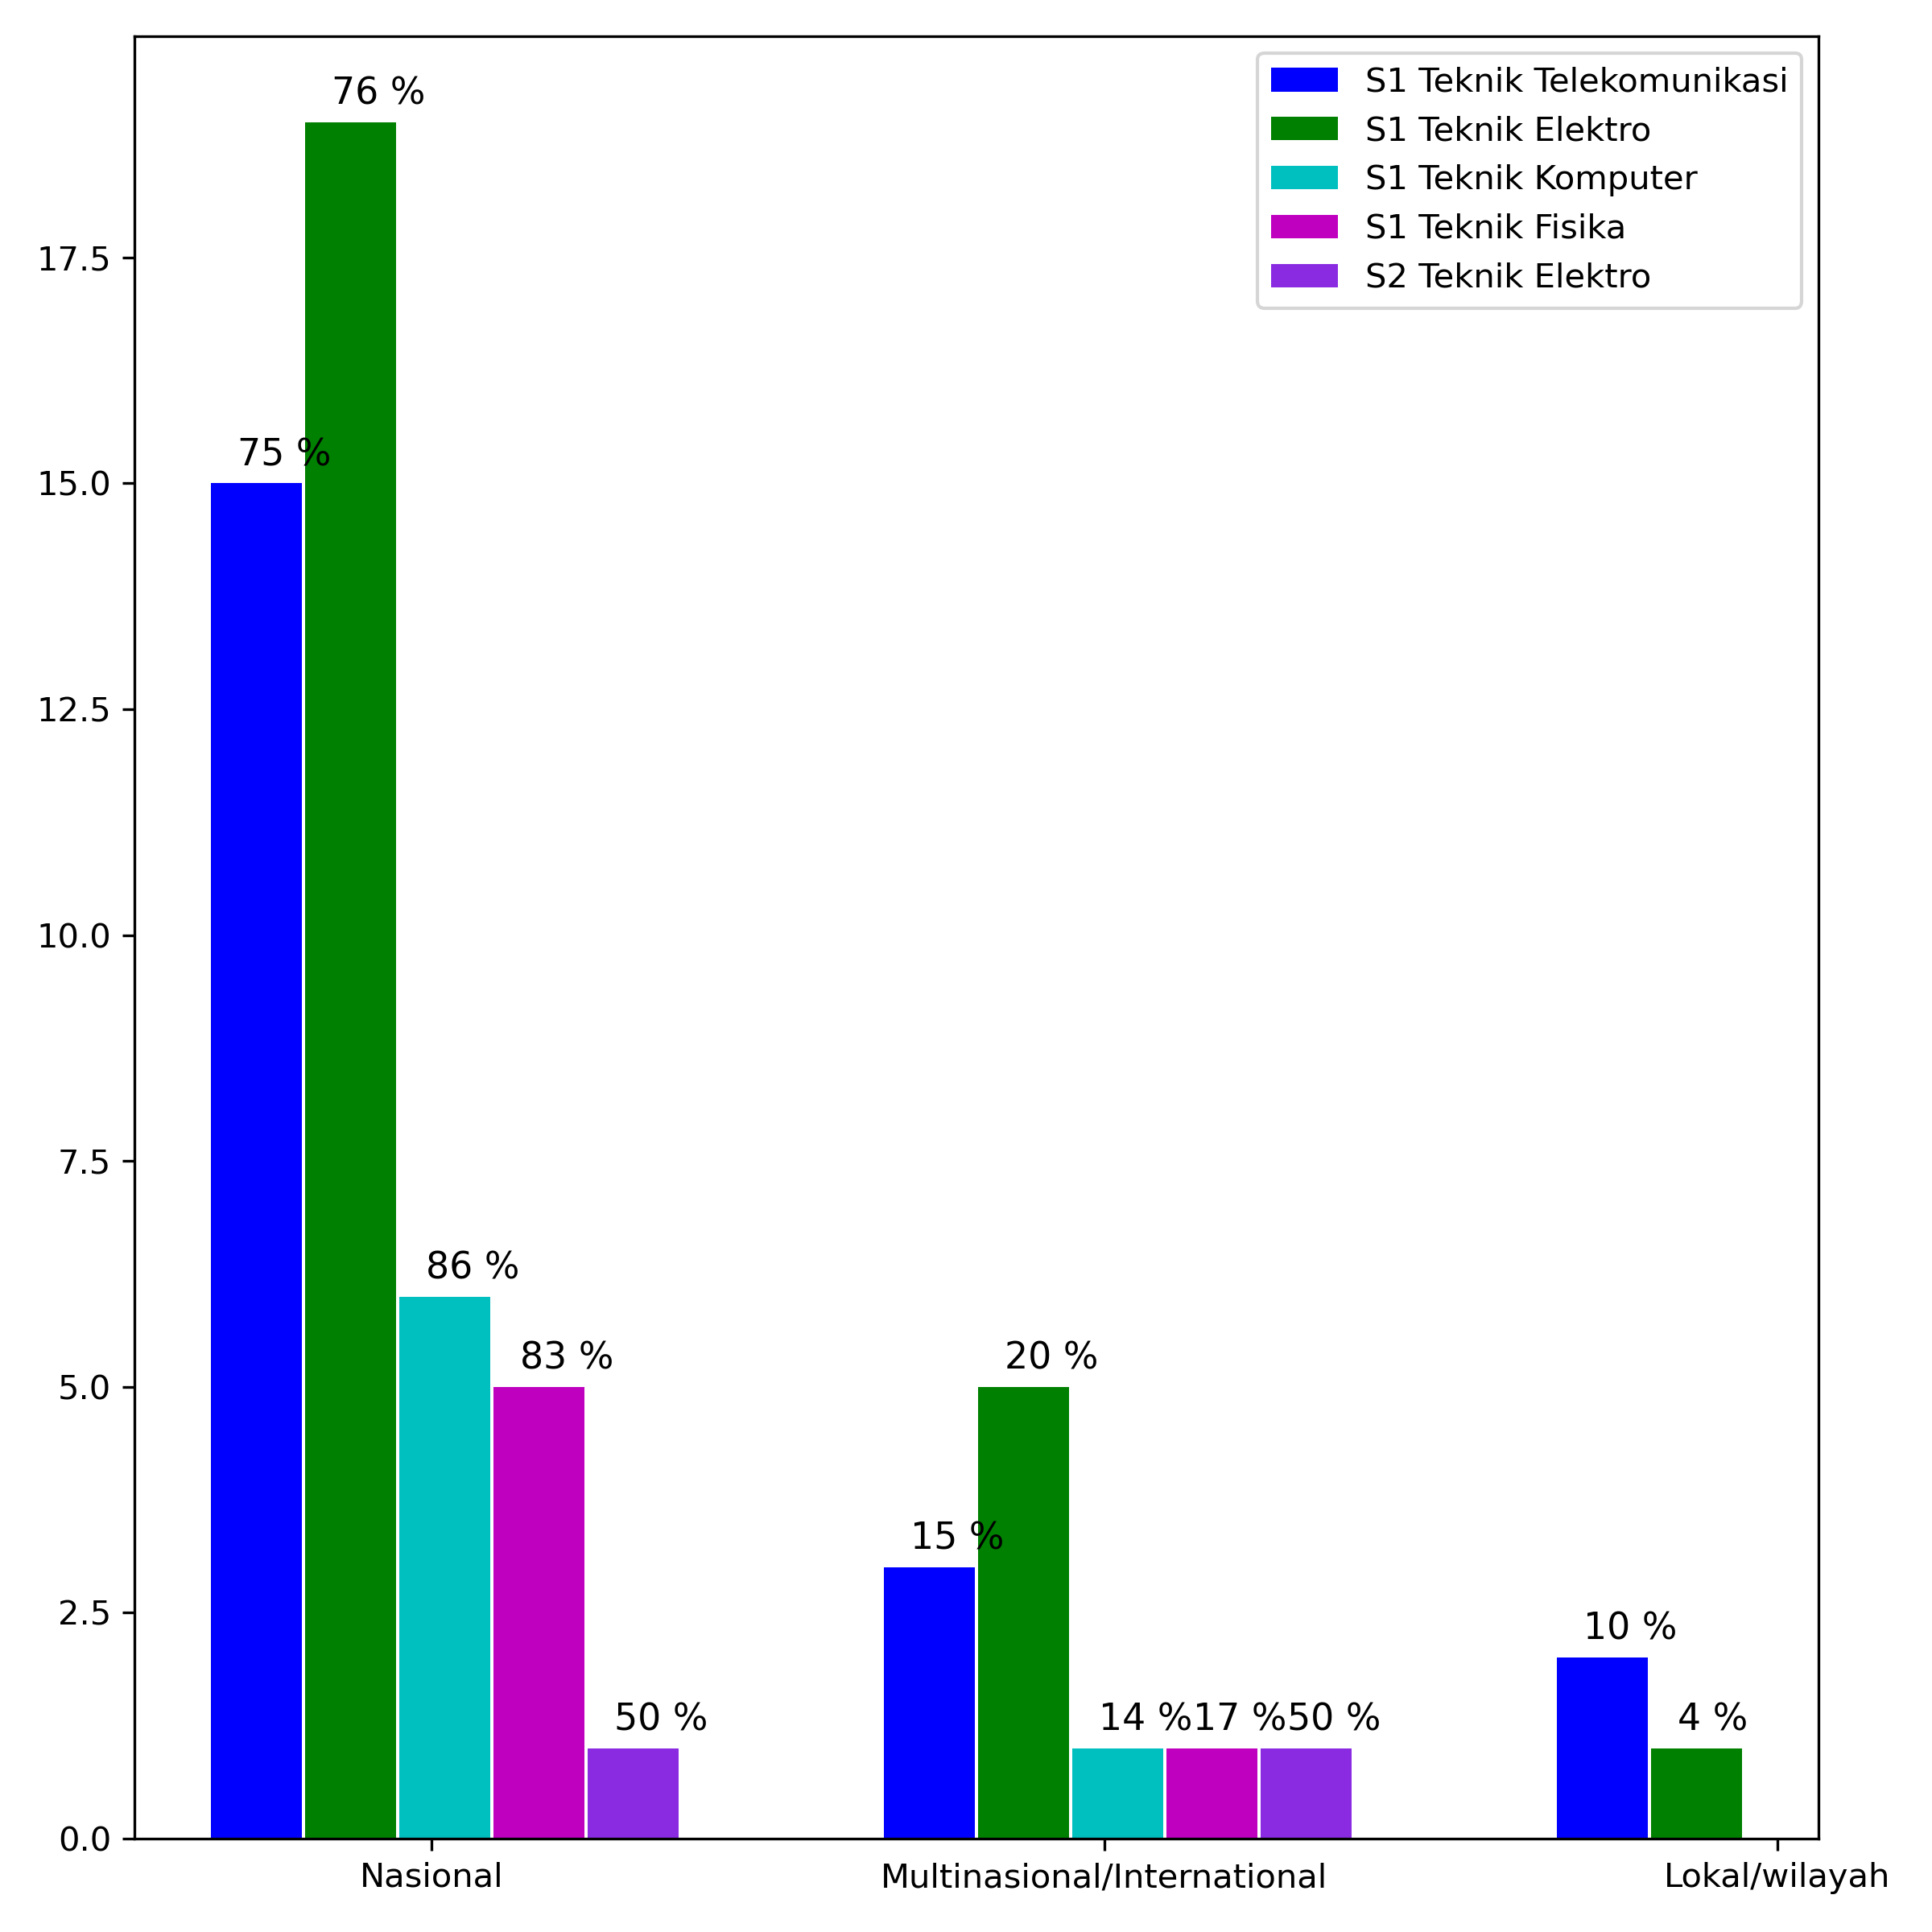 76 %
75 %
86 %
83 %
50 %
15 %
20 %
14 %
17 %
50 %
10 %
4 %
S1 Teknik Telekomunikasi
S1 Teknik Elektro
S1 Teknik Komputer
S1 Teknik Fisika
S2 Teknik Elektro
17.5
15.0
12.5
10.0
7.5
5.0
2.5
0.0
Nasional
Multinasional/International
Lokal/wilayah